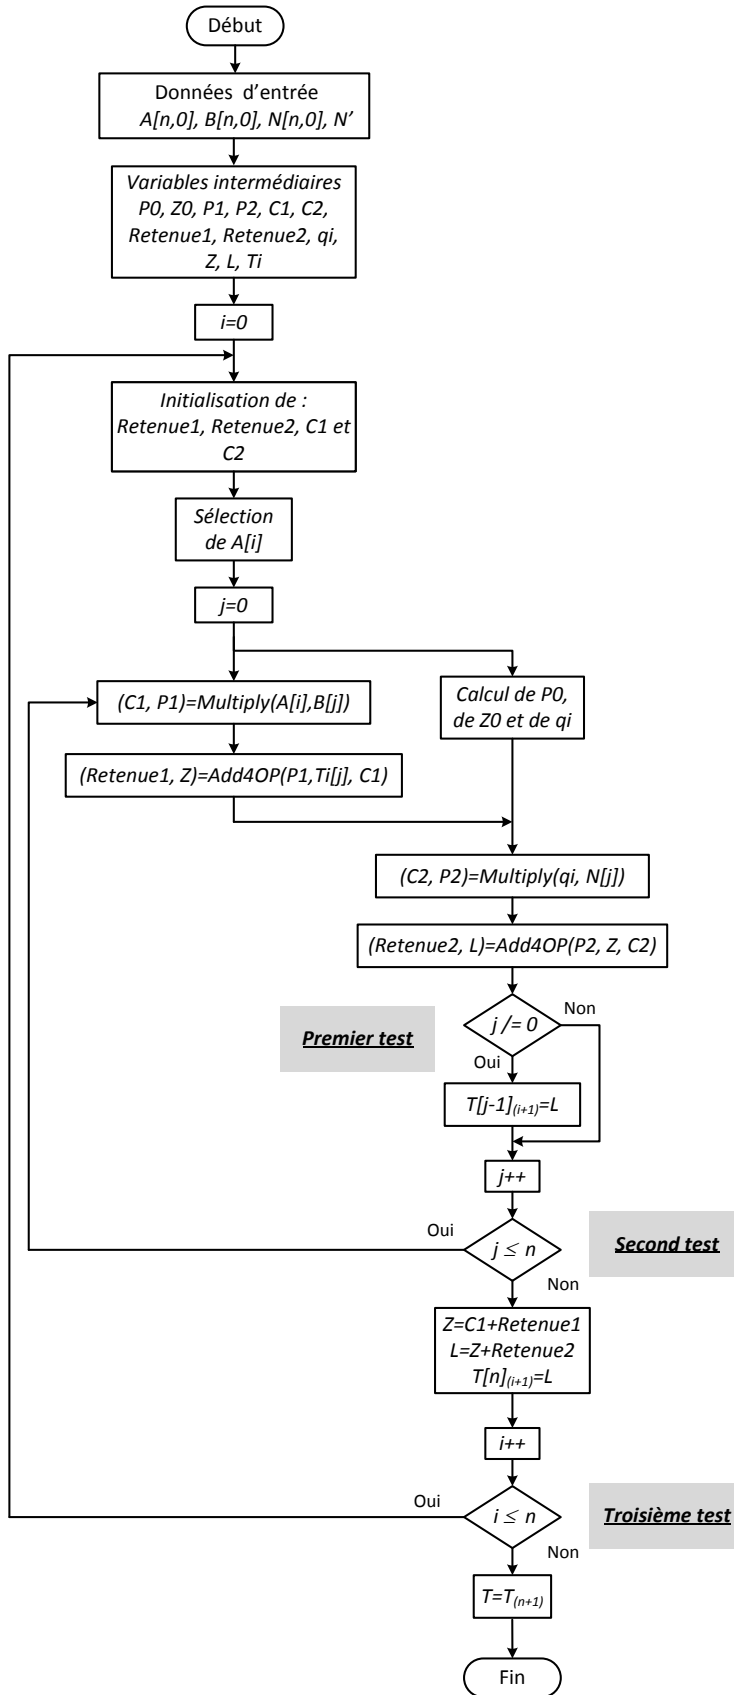 Début
Données d'entrée
A[n,0], B[n,0], N[n,0], N'
Variables intermédiaires
P0, Z0, P1, P2, C1, C2,
Retenue1, Retenue2, qi,
Z, L, Ti
i=0
Initialisation de :
Retenue1, Retenue2, C1 et
C2
Sélection
de A[i]
j=0
(C1, P1)=Multiply(A[i],B[j])
Calcul de P0,
de Z0 et de qi
(Retenue1, Z)=Add4OP(P1,Ti[j], C1)
(C2, P2)=Multiply(qi, N[j])
(Retenue2, L)=Add4OP(P2, Z, C2)
Premier test
j /= 0
Non
Oui
T[j-1](i+1)=L
j++
Oui
j ≤ n
Second test
Non
Z=C1+Retenue1
L=Z+Retenue2
T[n](i+1)=L
i++
Oui
i ≤ n
Troisième test
Non
T=T(n+1)
Fin